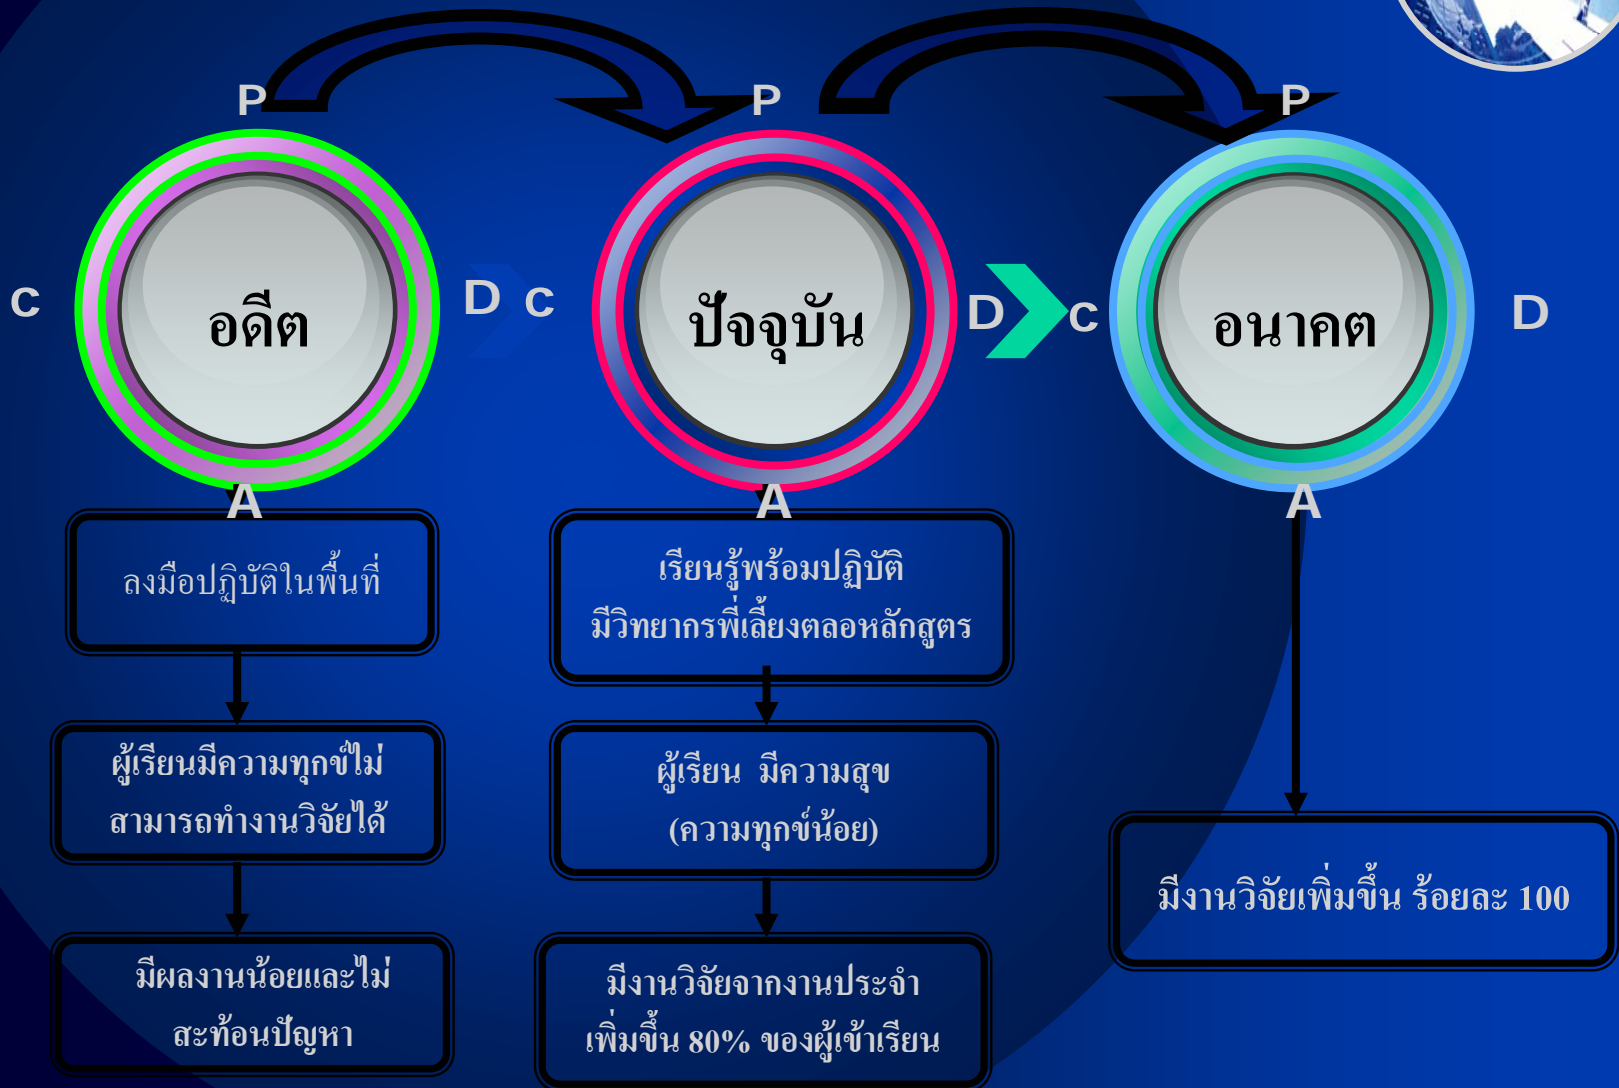 P
P
P
c
อดีต
D
c
ปัจจุบัน
D
c
อนาคต
D
A
A
A
ลงมือปฏิบัติในพื้นที่
ผู้เรียนมีความทุกข์ไม่
สามารถทำงานวิจัยได้
มีผลงานน้อยและไม่
สะท้อนปัญหา
เรียนรู้พร้อมปฏิบัติ
มีวิทยากรพี่เลี้ยงตลอหลักสูตร
ผู้เรียน มีความสุข
(ความทุกข์น้อย)
มีงานวิจัยจากงานประจำ
เพิ่มขึ้น 80% ของผู้เข้าเรียน
มีงานวิจัยเพิ่มขึ้น ร้อยละ 100